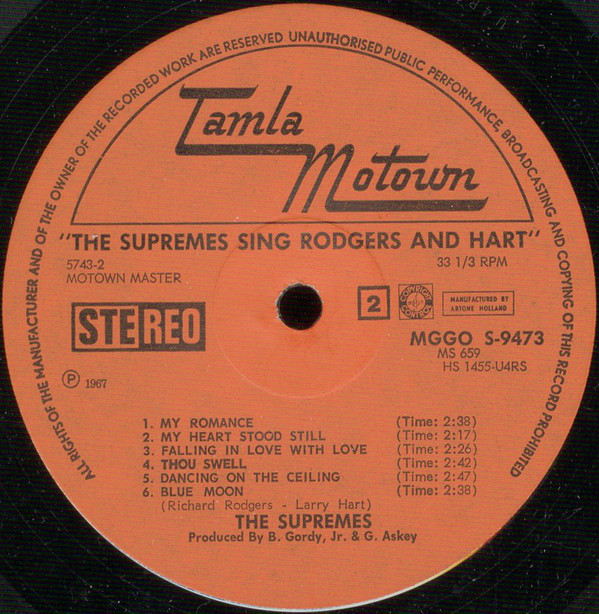 ALL RIGHTS OF THE MANUFACTURER AND OF THE OWNER OF THE RECORDED WORK ARE RESERVED UNAUTHORISED PUBLIC PERFORMANCE, BROADCASTING AND COPYING OF THIS RECORD PROHIBITED
Tamla
Motown
"THE SUPREMES SING RODGERS AND HART"
5743-2 33 1/3 RPM
MOTOWN MASTER
STEREO 2 COPYRIGHT CONTROL MANUFACTURED BY
ARTONE HOLLAND
MGGO S-9473
MS 659
HS 1455-U4RS
℗ 1967
1. MY ROMANCE (Time: 2:38)
2. MY HEART STOOD STILL (Time: 2:17)
3. FALLING IN LOVE WITH LOVE (Time: 2:26)
4. THOU SWELL (Time: 2:42)
5. DANCING ON THE CEILING (Time: 2:47)
6. BLUE MOON (Time: 2:38)
(Richard Rodgers - Larry Hart)
THE SUPREMES
Produced By B. Gordy, Jr. & G. Askey